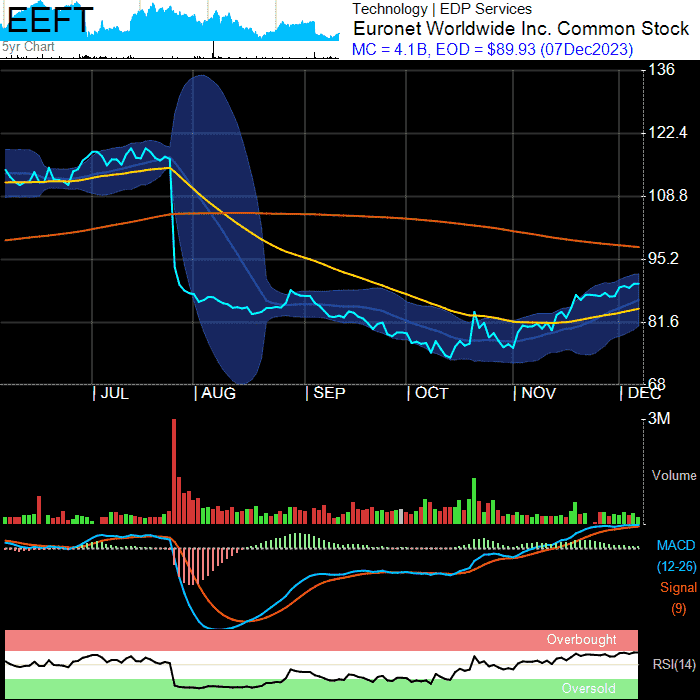 EEFT
5yr Chart
Technology | EDP Services
Euronet Worldwide Inc. Common Stock
MC = 4.1B, EOD = $89.93 (07Dec2023)
136
122.4
108.8
95.2
81.6
68
JUL
AUG
SEP
OCT
NOV
DEC
3M
Volume
MACD
(12-26)
Signal
(9)
Overbought
RSI(14)
Oversold